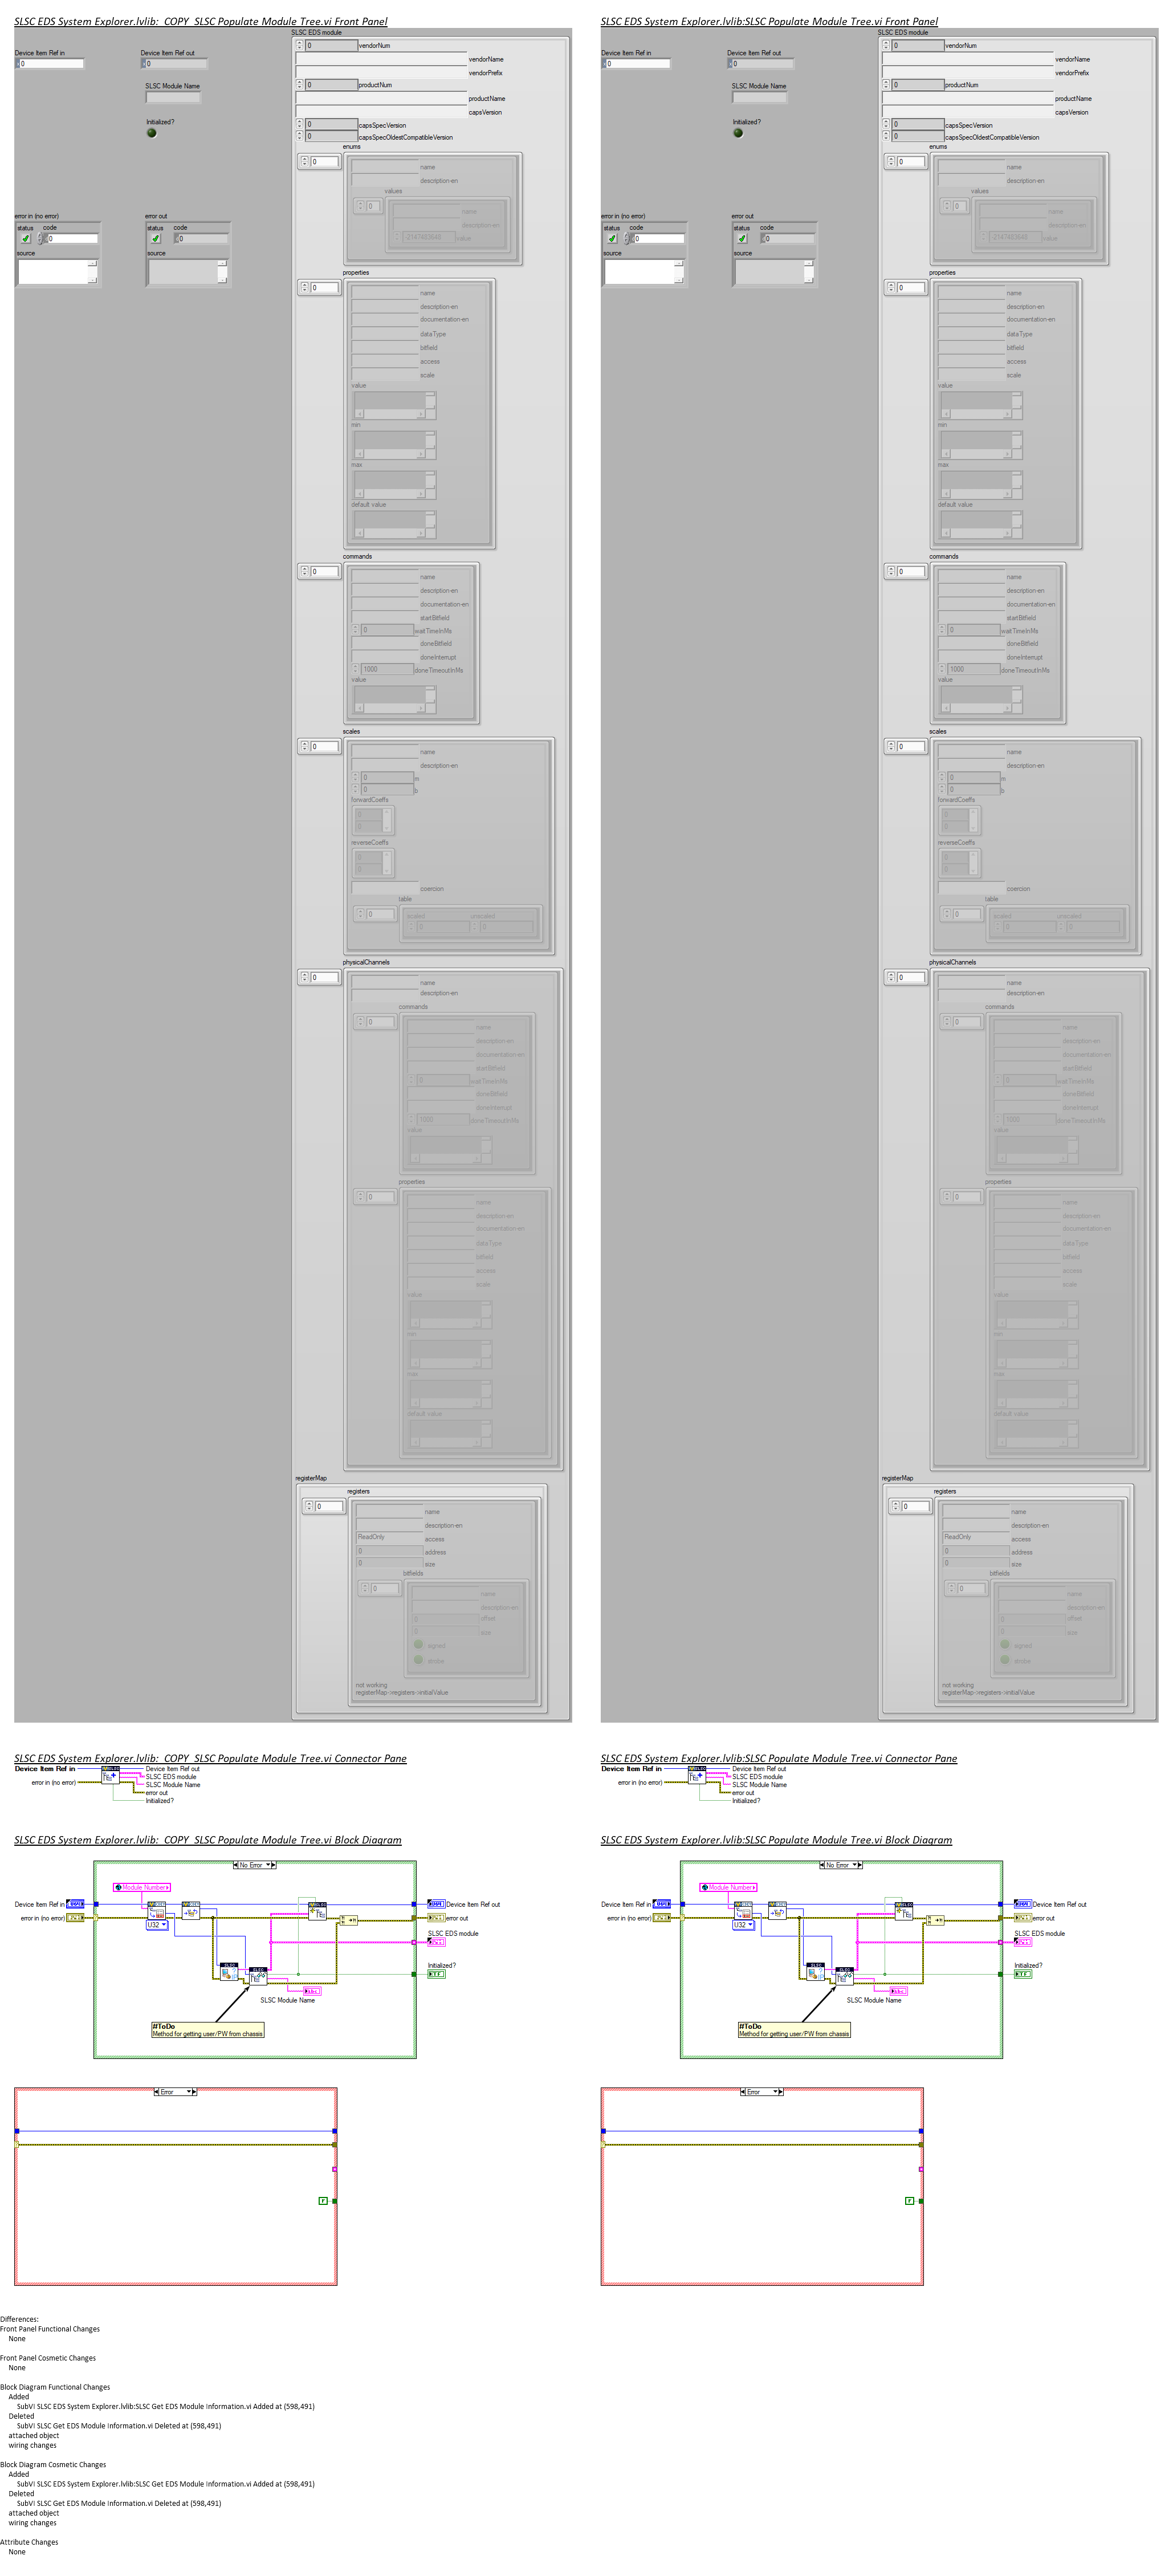 SLSC EDS System Explorer.lvlib:_COPY_SLSC Populate Module Tree.vi Front Panel
Device Item Ref in
0
Device Item Ref out
0
SLSC Module Name
Initialized?
error in (no error)
status code
0
source
error out
status code
0
source
SLSC EDS module
0 vendorNum
vendorName
vendorPrefix
0 productNum
productName
capsVersion
0 capsSpecVersion
0 capsSpecOldestCompatibleVersion
enums
0
name
description-en
values
0
name
description-en
-2147483648 value
properties
0
name
description-en
documentation-en
dataType
bitfield
access
scale
value
min
max
default value
commands
0
name
description-en
documentation-en
startBitfield
0 waitTimeInMs
doneBitfield
doneInterrupt
1000 doneTimeoutInMs
value
scales
0
name
description-en
0 m
0 b
forwardCoeffs
0
0
reverseCoeffs
0
0
coercion
table
0
scaled unscaled
0 0
physicalChannels
0
name
description-en
commands
0
name
description-en
documentation-en
startBitfield
0 waitTimeInMs
doneBitfield
doneInterrupt
1000 doneTimeoutInMs
value
properties
0
name
description-en
documentation-en
dataType
bitfield
access
scale
value
min
max
default value
registerMap
registers
0
name
description-en
ReadOnly access
0 address
0 size
bitfields
0
name
description-en
0 offset
0 size
signed
strobe
not working
registerMap->registers->initialValue
SLSC EDS System Explorer.lvlib:SLSC Populate Module Tree.vi Front Panel
Device Item Ref in
0
Device Item Ref out
0
SLSC Module Name
Initialized?
error in (no error)
status code
0
source
error out
status code
0
source
SLSC EDS module
0 vendorNum
vendorName
vendorPrefix
0 productNum
productName
capsVersion
0 capsSpecVersion
0 capsSpecOldestCompatibleVersion
enums
0
name
description-en
values
0
name
description-en
-2147483648 value
properties
0
name
description-en
documentation-en
dataType
bitfield
access
scale
value
min
max
default value
commands
0
name
description-en
documentation-en
startBitfield
0 waitTimeInMs
doneBitfield
doneInterrupt
1000 doneTimeoutInMs
value
scales
0
name
description-en
0 m
0 b
forwardCoeffs
0
0
reverseCoeffs
0
0
coercion
table
0
scaled unscaled
0 0
physicalChannels
0
name
description-en
commands
0
name
description-en
documentation-en
startBitfield
0 waitTimeInMs
doneBitfield
doneInterrupt
1000 doneTimeoutInMs
value
properties
0
name
description-en
documentation-en
dataType
bitfield
access
scale
value
min
max
default value
registerMap
registers
0
name
description-en
ReadOnly access
0 address
0 size
bitfields
0
name
description-en
0 offset
0 size
signed
strobe
not working
registerMap->registers->initialValue
SLSC EDS System Explorer.lvlib:_COPY_SLSC Populate Module Tree.vi Connector Pane
Device Item Ref in
error in (no error)
Device Item Ref out
SLSC EDS module
SLSC Module Name
error out
Initialized?
SLSC EDS System Explorer.lvlib:SLSC Populate Module Tree.vi Connector Pane
Device Item Ref in
error in (no error)
Device Item Ref out
SLSC EDS module
SLSC Module Name
error out
Initialized?
SLSC EDS System Explorer.lvlib:_COPY_SLSC Populate Module Tree.vi Block Diagram
No Error
Module Number
Device Item Ref in
error in (no error)
U32
Device Item Ref out
error out
SLSC EDS module
Initialized?
SLSC
SLSC
SLSC Module Name
#ToDo
Method for getting user/PW from chassis
Error
F
SLSC EDS System Explorer.lvlib:SLSC Populate Module Tree.vi Block Diagram
No Error
Module Number
Device Item Ref in
error in (no error)
U32
Device Item Ref out
error out
SLSC EDS module
Initialized?
SLSC
SLSC
SLSC Module Name
#ToDo
Method for getting user/PW from chassis
Error
F
Differences:
Front Panel Functional Changes
None
Front Panel Cosmetic Changes
None
Block Diagram Functional Changes
Added
SubVI SLSC EDS System Explorer.lvlib:SLSC Get EDS Module Information.vi Added at (598,491)
Deleted
SubVI SLSC Get EDS Module Information.vi Deleted at (598,491)
attached object
wiring changes
Block Diagram Cosmetic Changes
Added
SubVI SLSC EDS System Explorer.lvlib:SLSC Get EDS Module Information.vi Added at (598,491)
Deleted
SubVI SLSC Get EDS Module Information.vi Deleted at (598,491)
attached object
wiring changes
Attribute Changes
None